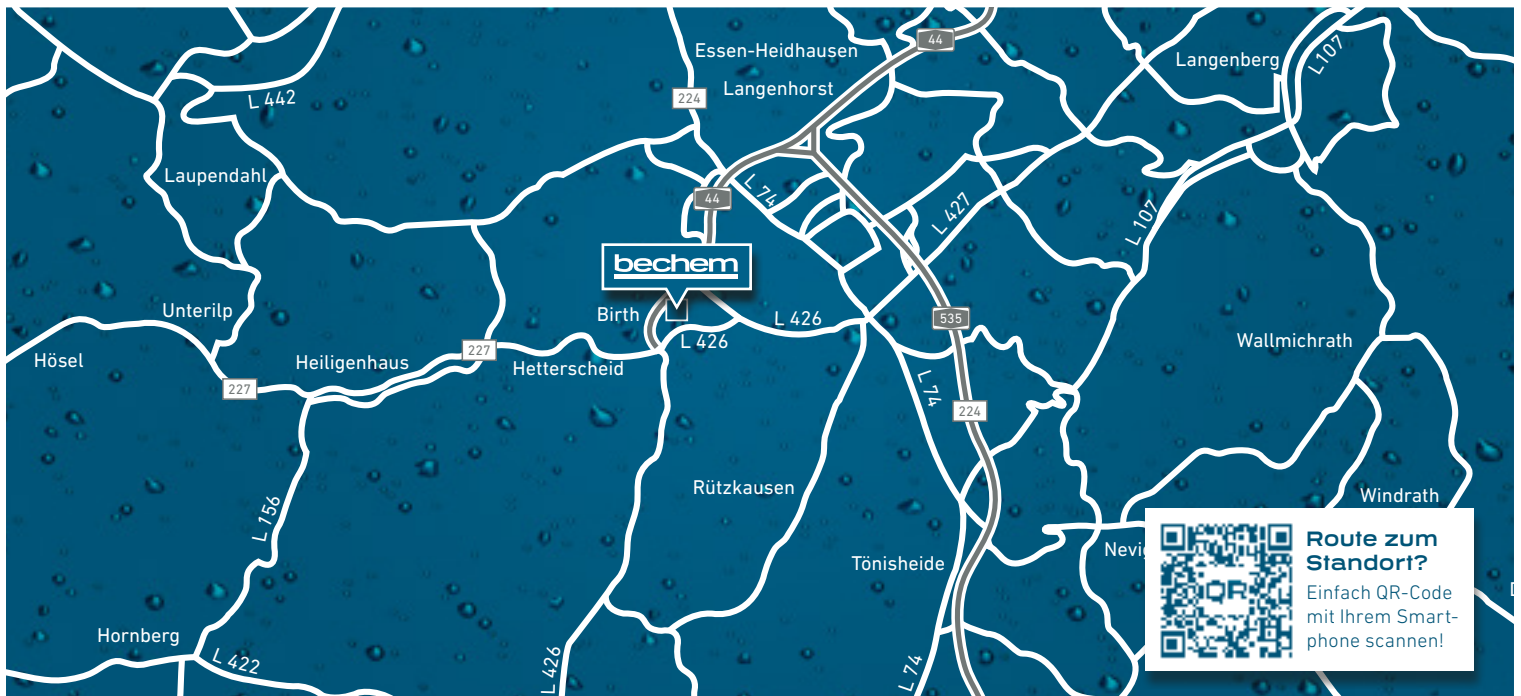 44
Essen-Heidhausen
Langenberg
L107
Langenhorst
L 442
224
Laupendahl
L 74
44
L 427
L 107
bechem
Unterilp
Birth
L 426
535
Hösel
Heiligenhaus
227
Hetterscheid
L 426
Wallmichrath
227
L 74
224
Rützkausen
Windrath
L 156
Tönisheide
Route zum
Standort?
Einfach QR-Code
mit Ihrem Smart-
phone scannen!
QR
Hornberg
L 422
L 426
L 74